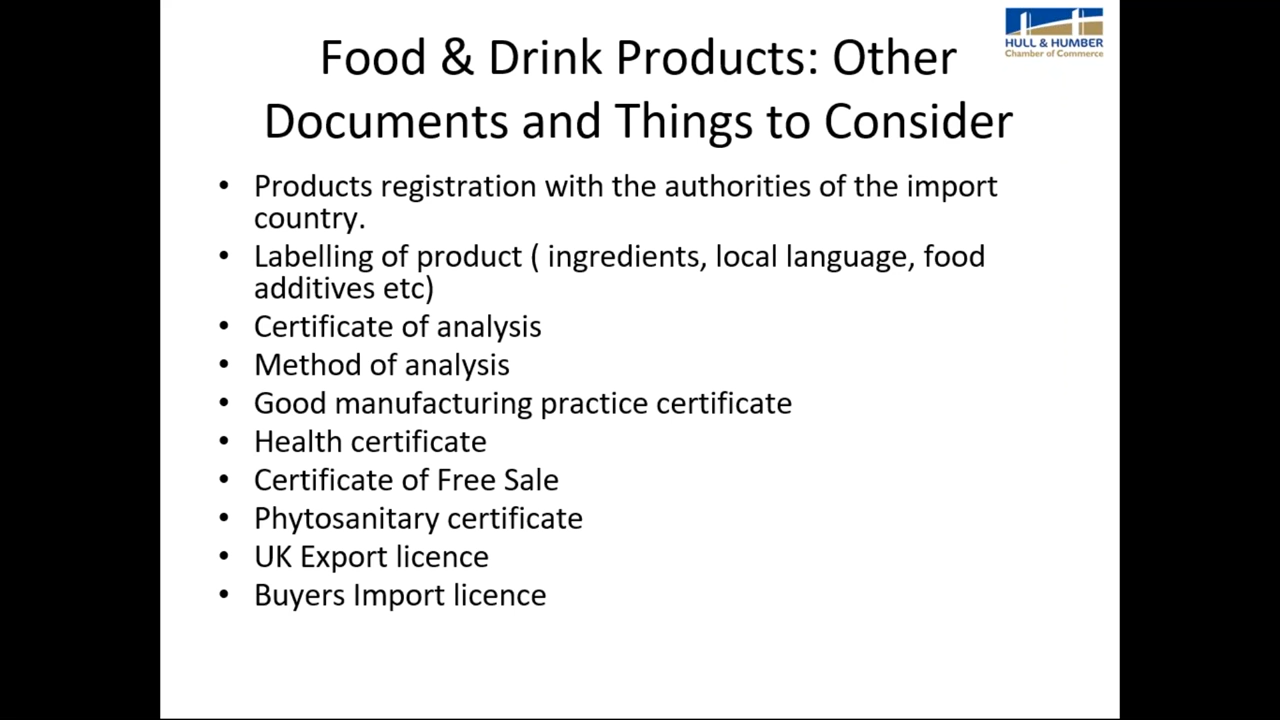 Food & Drink Products: Other
Documents and Things to Consider
HULL & HUMBER
Chamber of Commerce
• Products registration with the authorities of the import
country.
• Labelling of product ( ingredients, local language, food
additives etc)
• Certificate of analysis
• Method of analysis
• Good manufacturing practice certificate
• Health certificate
• Certificate of Free Sale
• Phytosanitary certificate
• UK Export licence
• Buyers Import licence